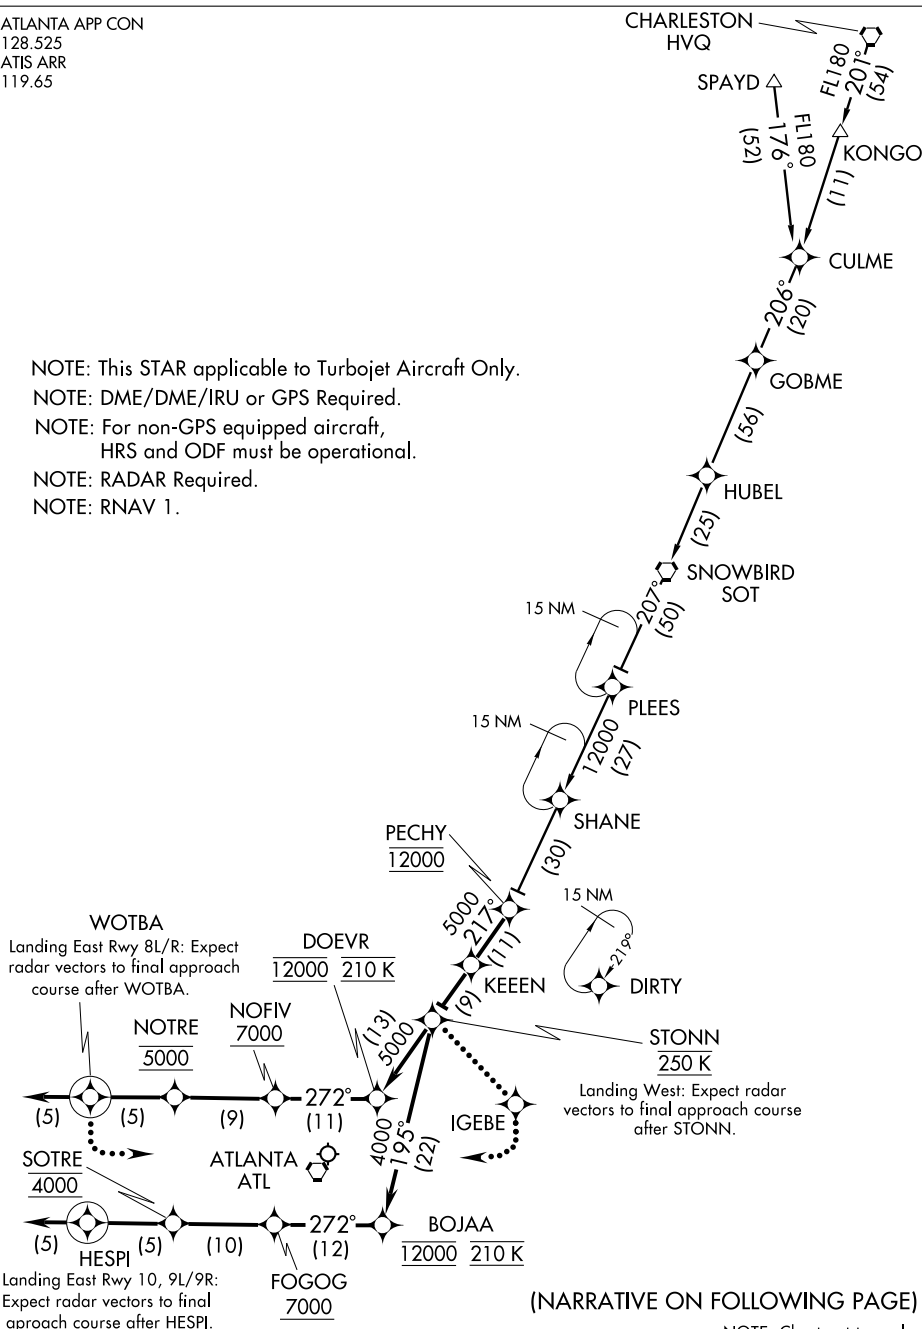 ATLANTA APP CON
128.525
ATIS ARR
119.65
CHARLESTON
HVQ
SPAYD
FL180
201°
(54)
FL180
176°
(52)
KONGO
(11)
CULME
206°
(20)
GOBME
NOTE: This STAR applicable to Turbojet Aircraft Only.
NOTE: DME/DME/IRU or GPS Required.
NOTE: For non-GPS equipped aircraft,
HRS and ODF must be operational.
NOTE: RADAR Required.
NOTE: RNAV 1.
(56)
HUBEL
(25)
SNOWBIRD
SOT
15 NM
207°
(50)
PLEES
15 NM
12000
(27)
SHANE
PECHY
12000
(30)
15 NM
219°
DIRTY
5000
217°
(11)
KEEEN
(9)
WOTBA
Landing East Rwy 8L/R: Expect
radar vectors to final approach
course after WOTBA.
DOEVR
12000 210 K
NOFIV
7000
NOTRE
5000
(13)
5000
STONN
250 K
Landing West: Expect radar
vectors to final approach course
after STONN.
(5)
(5)
(9)
272°
(11)
IGEBE
4000
195°
(22)
ATLANTA
ATL
SOTRE
4000
(5)
HESPI
(5)
(10)
272°
(12)
BOJAA
12000 210 K
FOGOG
7000
Landing East Rwy 10, 9L/9R:
Expect radar vectors to final
aproach course after HESPI.
(NARRATIVE ON FOLLOWING PAGE)